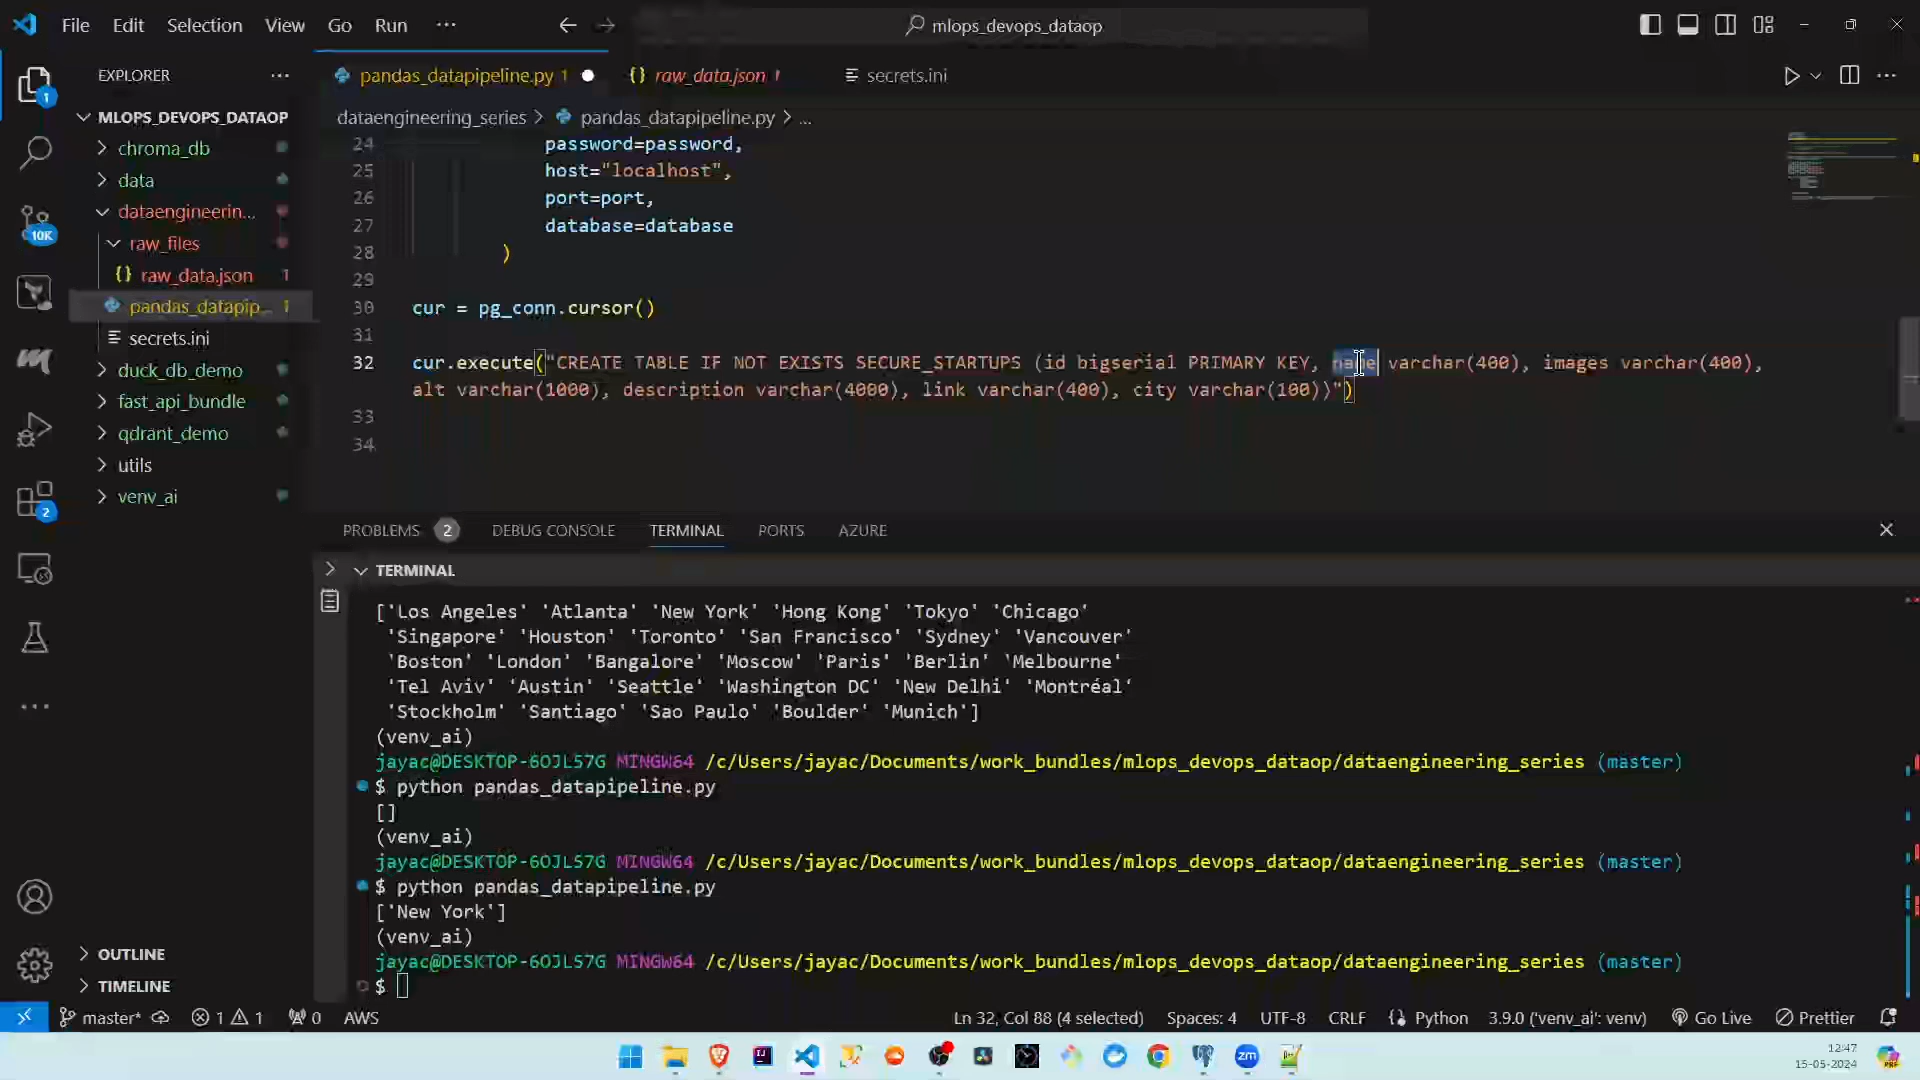 File Edit Selection View Go Run ···
mlops_devops_dataop
EXPLORER ···
pandas_datapipeline.py 1
raw_data.json 1
secrets.ini
dataengineering_series > pandas_datapipeline.py > ...
1
10K
2
MLOPS_DEVOPS_DATAOP
chroma_db
data
dataengineerin...
raw_files
raw_data.json 1
pandas_datapip... 1
secrets.ini
duck_db_demo
fast_api_bundle
qdrant_demo
utils
venv_ai
OUTLINE
TIMELINE
24 password=password,
25 host="localhost",
26 port=port,
27 database=database
28 )
29
30 cur = pg_conn.cursor()
31
32 cur.execute("CREATE TABLE IF NOT EXISTS SECURE_STARTUPS (id bigserial PRIMARY KEY, name varchar(400), images varchar(400),
alt varchar(1000), description varchar(4000), link varchar(400), city varchar(100))")
33
34
PROBLEMS 2 DEBUG CONSOLE TERMINAL PORTS AZURE
TERMINAL
['Los Angeles' 'Atlanta' 'New York' 'Hong Kong' 'Tokyo' 'Chicago'
'Singapore' 'Houston' 'Toronto' 'San Francisco' 'Sydney' 'Vancouver'
'Boston' 'London' 'Bangalore' 'Moscow' 'Paris' 'Berlin' 'Melbourne'
'Tel Aviv' 'Austin' 'Seattle' 'Washington DC' 'New Delhi' 'Montréal'
'Stockholm' 'Santiago' 'Sao Paulo' 'Boulder' 'Munich']
(venv_ai)
jayac@DESKTOP-6OJLS7G MINGW64 /c/Users/jayac/Documents/work_bundles/mlops_devops_dataop/dataengineering_series (master)
$ python pandas_datapipeline.py
[]
(venv_ai)
jayac@DESKTOP-6OJLS7G MINGW64 /c/Users/jayac/Documents/work_bundles/mlops_devops_dataop/dataengineering_series (master)
$ python pandas_datapipeline.py
['New York']
(venv_ai)
jayac@DESKTOP-6OJLS7G MINGW64 /c/Users/jayac/Documents/work_bundles/mlops_devops_dataop/dataengineering_series (master)
$
master* 1 1 0 AWS Ln 32, Col 88 (4 selected) Spaces: 4 UTF-8 CRLF Python 3.9.0 ('venv_ai': venv) Go Live Prettier
12:47
15-05-2024